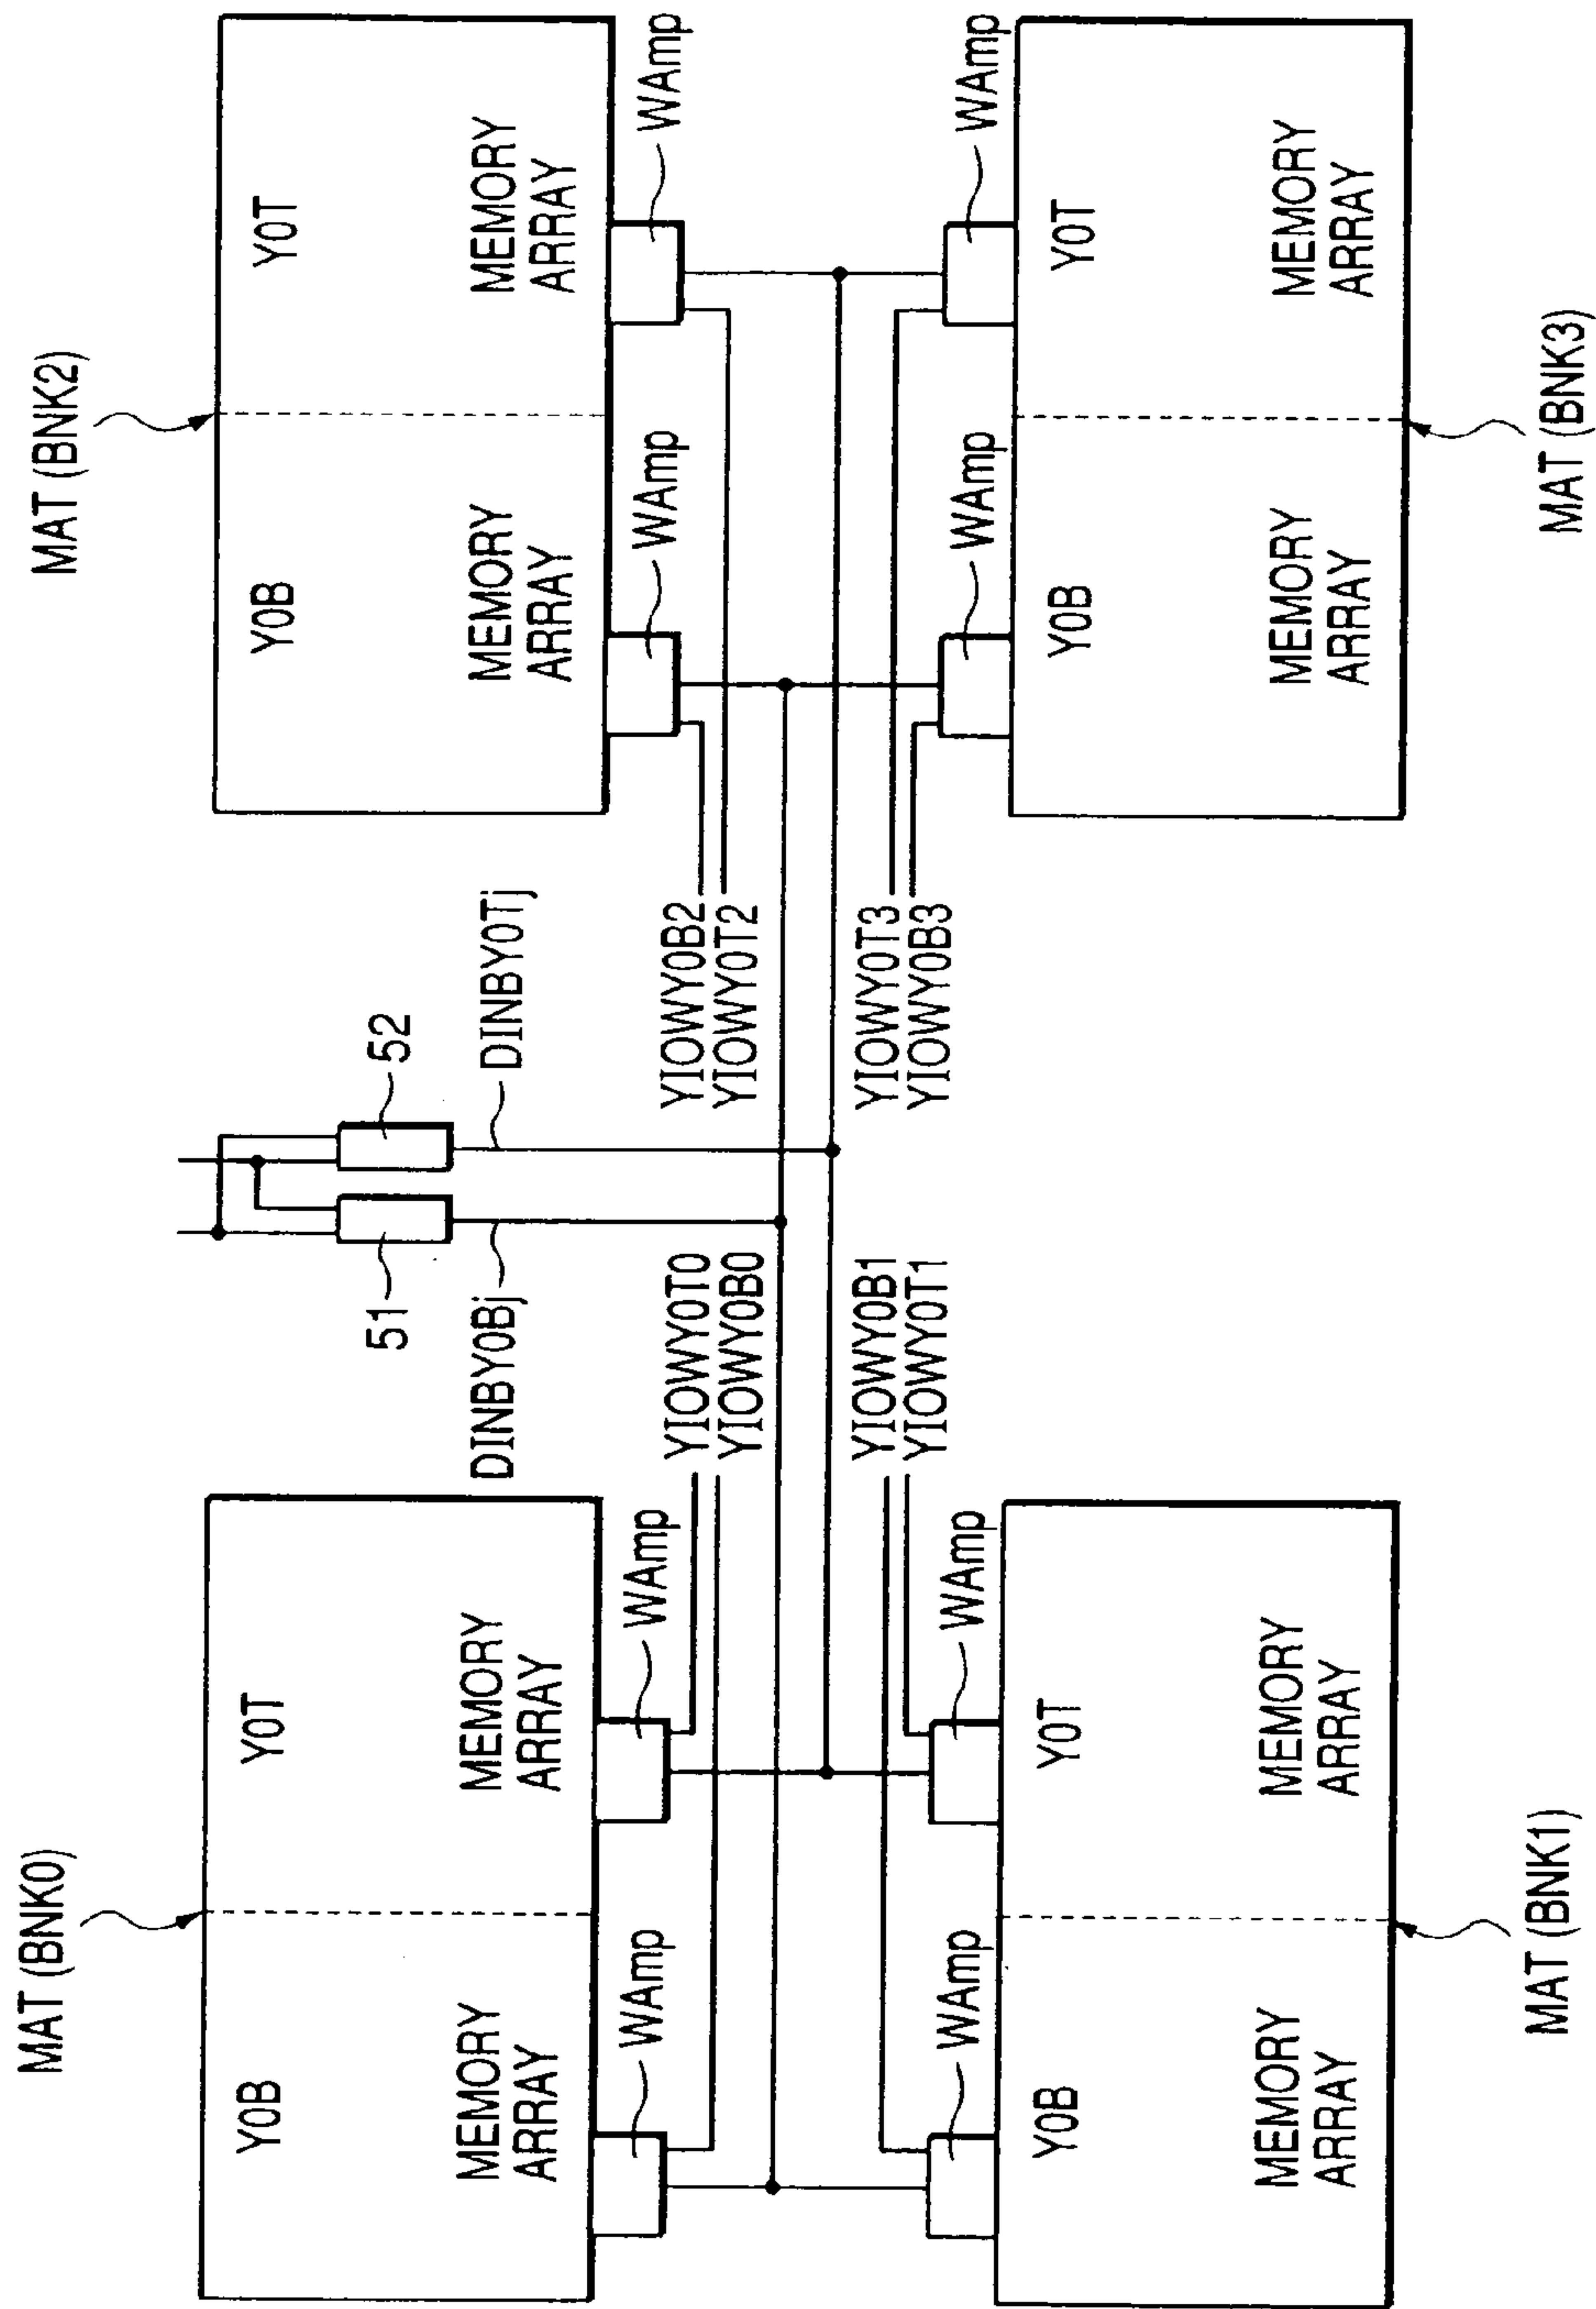 MAT (BNK0)
Y0B
Y0T
MEMORY
ARRAY
MEMORY
ARRAY
WAmp
WAmp
YIOWY0T0
YIOWY0B0
MAT (BNK1)
Y0B
Y0T
MEMORY
ARRAY
MEMORY
ARRAY
WAmp
WAmp
YIOWY0B1
YIOWY0T1
51
52
DINBY0Bj
DINBY0Tj
MAT (BNK2)
Y0B
Y0T
MEMORY
ARRAY
MEMORY
ARRAY
WAmp
WAmp
YIOWY0B2
YIOWY0T2
MAT (BNK3)
Y0B
Y0T
MEMORY
ARRAY
MEMORY
ARRAY
WAmp
WAmp
YIOWY0T3
YIOWY0B3